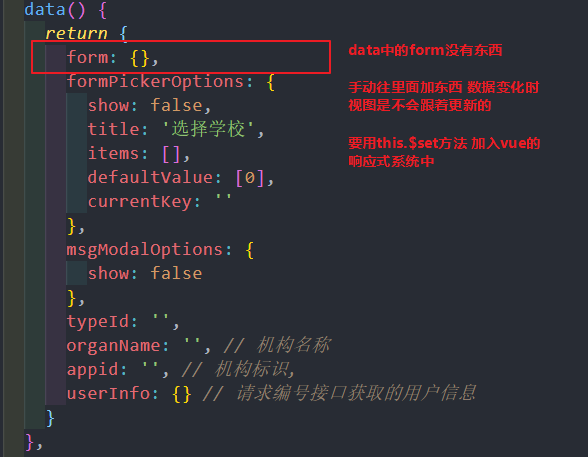 data() {
return {
form: {},
data中的form没有东西
formPickerOptions: {
手动往里面加东西 数据变化时
视图是不会跟着更新的
show: false,
title: '选择学校',
items: [],
要用this.$set方法 加入vue的
响应式系统中
defaultValue: [0],
currentKey: ''
},
msgModalOptions: {
show: false
},
typeId: '',
organName: '', // 机构名称
appid: '', // 机构标识,
userInfo: {} // 请求编号接口获取的用户信息
}
},